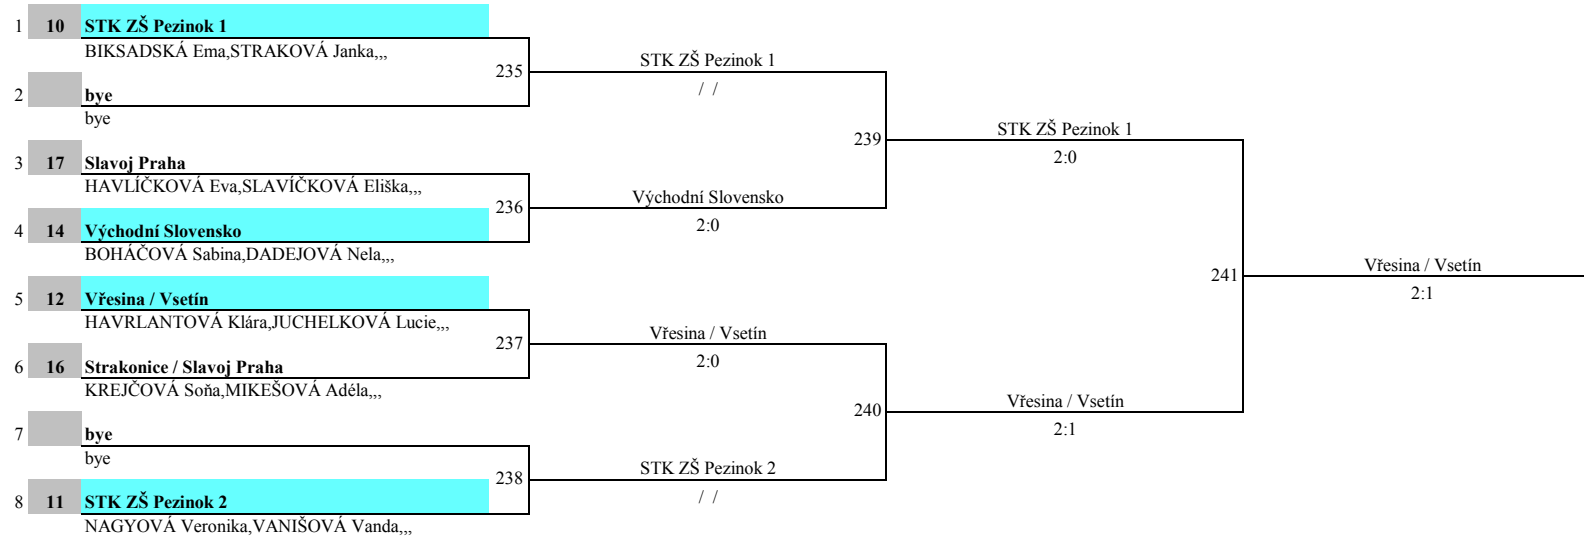 1 10 STK ZŠ Pezinok 1
BIKSADSKÁ Ema,STRAKOVÁ Janka,,,
235 STK ZŠ Pezinok 1
/ /
2 bye
bye
239 STK ZŠ Pezinok 1
2:0
3 17 Slavoj Praha
HAVLÍČKOVÁ Eva,SLAVÍČKOVÁ Eliška,,,
236 Východní Slovensko
2:0
4 14 Východní Slovensko
BOHÁČOVÁ Sabina,DADEJOVÁ Nela,,,
241 Vřesina / Vsetín
2:1
5 12 Vřesina / Vsetín
HAVRLANTOVÁ Klára,JUCHELKOVÁ Lucie,,,
237 Vřesina / Vsetín
2:0
6 16 Strakonice / Slavoj Praha
KREJČOVÁ Soňa,MIKEŠOVÁ Adéla,,,
240 Vřesina / Vsetín
2:1
7 bye
bye
238 STK ZŠ Pezinok 2
/ /
8 11 STK ZŠ Pezinok 2
NAGYOVÁ Veronika,VANIŠOVÁ Vanda,,,